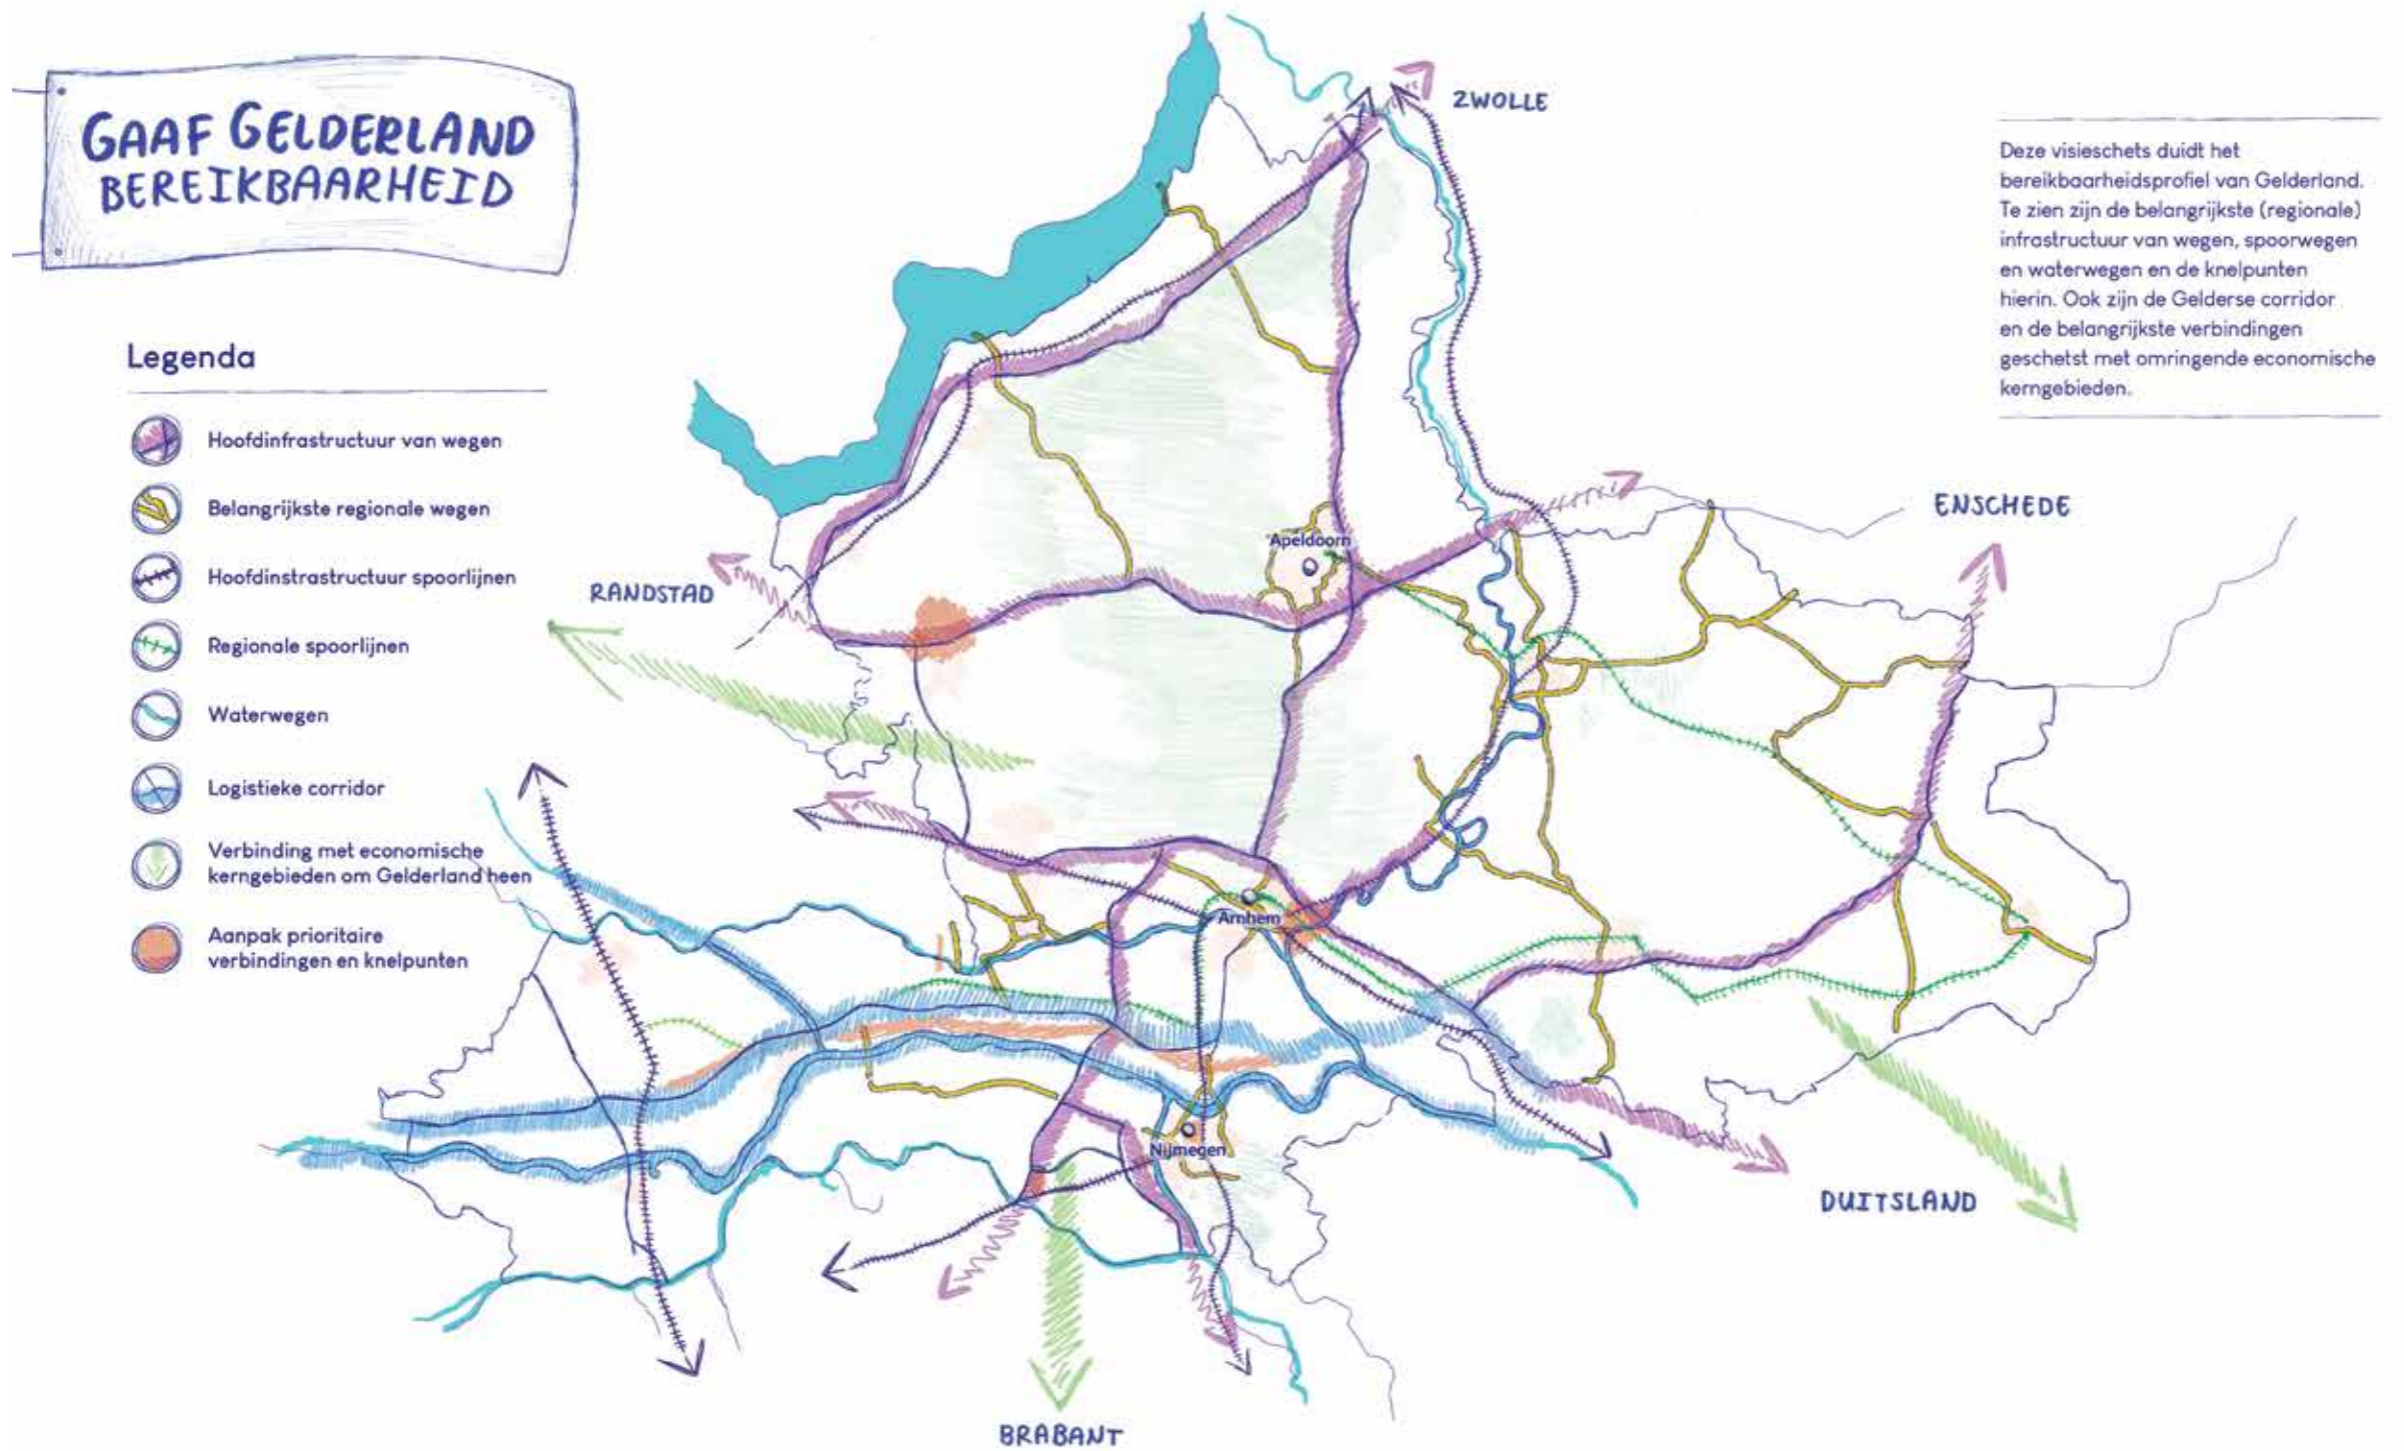 GAAF GELDERLAND
BEREIKBAARHEID
Legenda
Hoofdinfrastructuur van wegen
Belangrijkste regionale wegen
Hoofdinstrastructuur spoorlijnen
Regionale spoorlijnen
Waterwegen
Logistieke corridor
Verbinding met economische
kerngebieden om Gelderland heen
Aanpak prioritaire
verbindingen en knelpunten
ZWOLLE
Deze visieschets duidt het
bereikbaarheidsprofiel van Gelderland.
Te zien zijn de belangrijkste (regionale)
infrastructuur van wegen, spoorwegen
en waterwegen en de knelpunten
hierin. Ook zijn de Gelderse corridor
en de belangrijkste verbindingen
geschetst met omringende economische
kerngebieden.
ENSCHEDE
Apeldoorn
RANDSTAD
Arnhem
Nijmegen
DUITSLAND
BRABANT